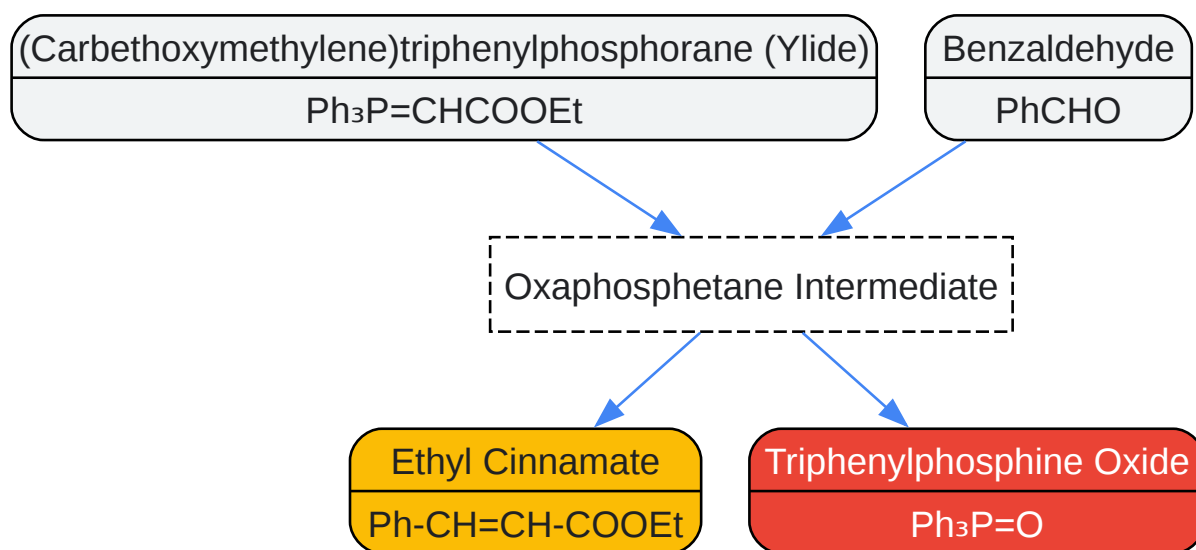 (Carbethoxymethylene)triphenylphosphorane (Ylide)
Ph₃P=CHCOOEt
Benzaldehyde
PhCHO
Oxaphosphetane Intermediate
Ethyl Cinnamate
Ph-CH=CH-COOEt
Triphenylphosphine Oxide
Ph₃P=O